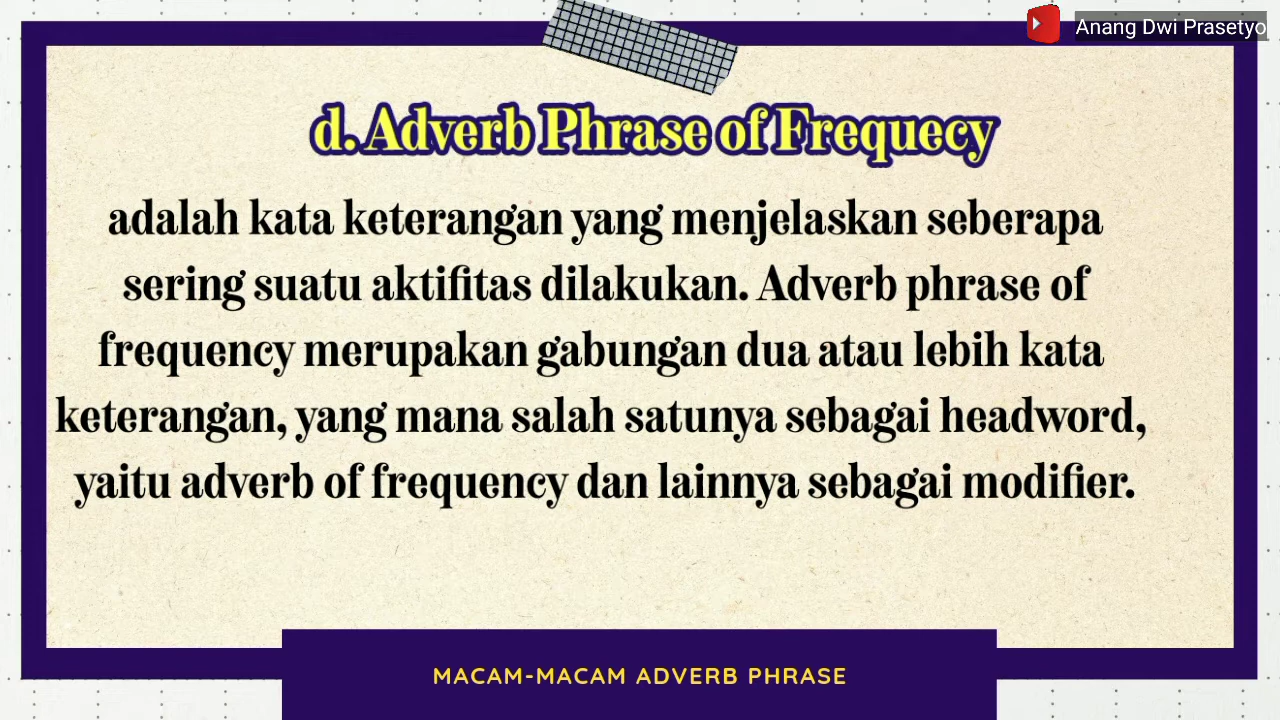 Anang Dwi Prasetyo
d. Adverb Phrase of Frequecy
adalah kata keterangan yang menjelaskan seberapa
sering suatu aktifitas dilakukan. Adverb phrase of
frequency merupakan gabungan dua atau lebih kata
keterangan, yang mana salah satunya sebagai headword,
yaitu adverb of frequency dan lainnya sebagai modifier.
MACAM-MACAM ADVERB PHRASE